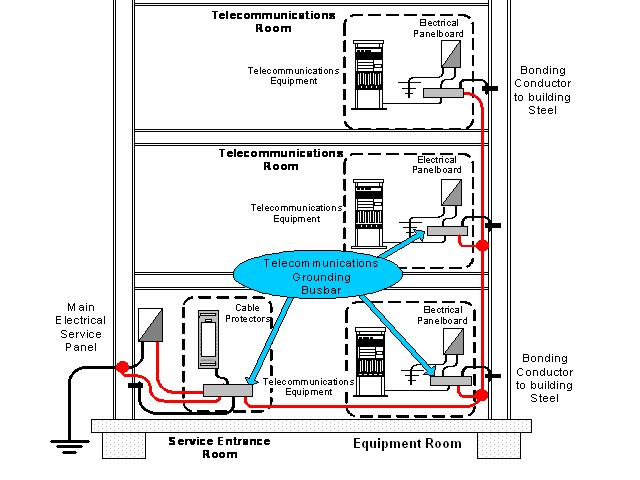 Telecommunications
Room
Electrical
Panelboard
Telecommunications
Equipment
Bonding
Conductor
to building
Steel
Telecommunications
Room
Electrical
Panelboard
Telecommunications
Equipment
Telecommunications
Grounding
Busbar
Main
Electrical
Service
Panel
Cable
Protectors
Electrical
Panelboard
Telecommunications
Equipment
Bonding
Conductor
to building
Steel
Service Entrance
Room
Equipment Room